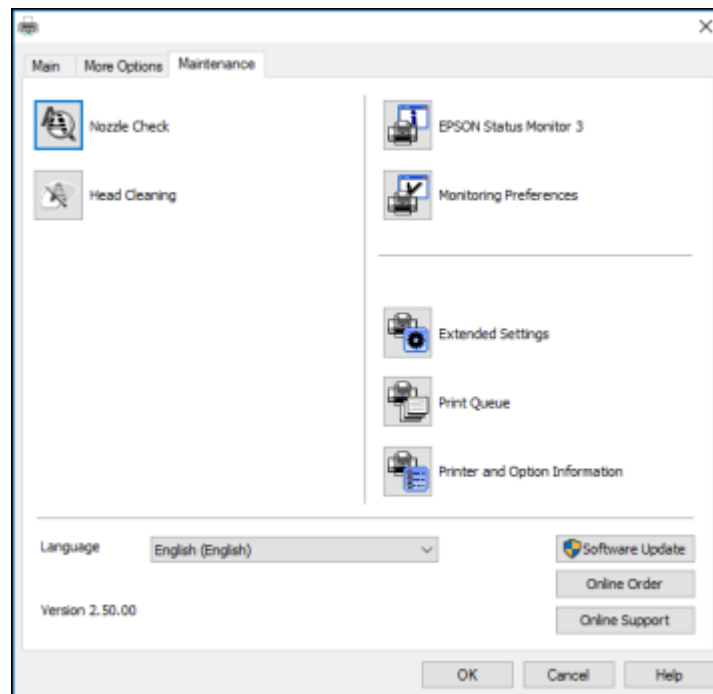 Main More Options Maintenance
Nozzle Check
Head Cleaning
EPSON Status Monitor 3
Monitoring Preferences
Extended Settings
Print Queue
Printer and Option Information
Language English (English)
Software Update
Online Order
Version 2.50.00
Online Support
OK Cancel Help